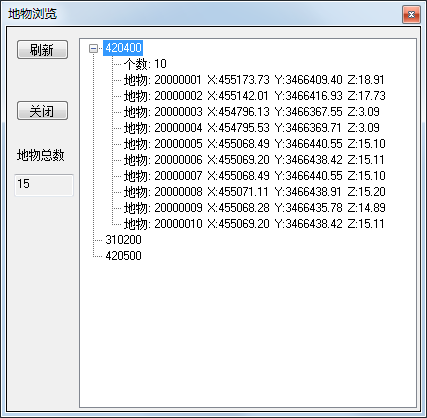 地物浏览
刷新
关闭
地物总数
15
420400
个数: 10
地物: 20000001 X:455173.73 Y:3466409.40 Z:18.91
地物: 20000002 X:455142.01 Y:3466416.93 Z:17.73
地物: 20000003 X:454796.13 Y:3466367.55 Z:3.09
地物: 20000004 X:454795.53 Y:3466369.71 Z:3.09
地物: 20000005 X:455068.49 Y:3466440.55 Z:15.10
地物: 20000006 X:455069.20 Y:3466438.42 Z:15.11
地物: 20000007 X:455068.49 Y:3466440.55 Z:15.10
地物: 20000008 X:455071.11 Y:3466438.91 Z:15.20
地物: 20000009 X:455068.28 Y:3466435.78 Z:14.89
地物: 20000010 X:455069.20 Y:3466438.42 Z:15.11
310200
420500